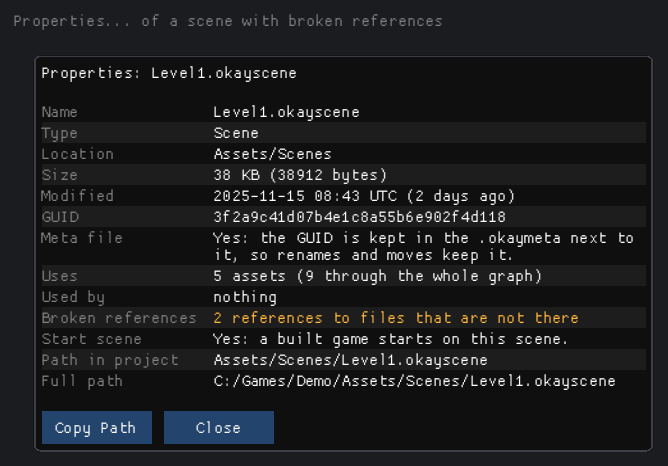 Properties... of a scene with broken references
Properties: Level1.okayscene
Name Level1.okayscene
Type Scene
Location Assets/Scenes
Size 38 KB (38912 bytes)
Modified 2025-11-15 08:43 UTC (2 days ago)
GUID 3f2a9c41d07b4e1c8a55b6e902f4d118
Meta file Yes: the GUID is kept in the .okaymeta next to
it, so renames and moves keep it.
Uses 5 assets (9 through the whole graph)
Used by nothing
Broken references 2 references to files that are not there
Start scene Yes: a built game starts on this scene.
Path in project Assets/Scenes/Level1.okayscene
Full path C:/Games/Demo/Assets/Scenes/Level1.okayscene
Copy Path Close